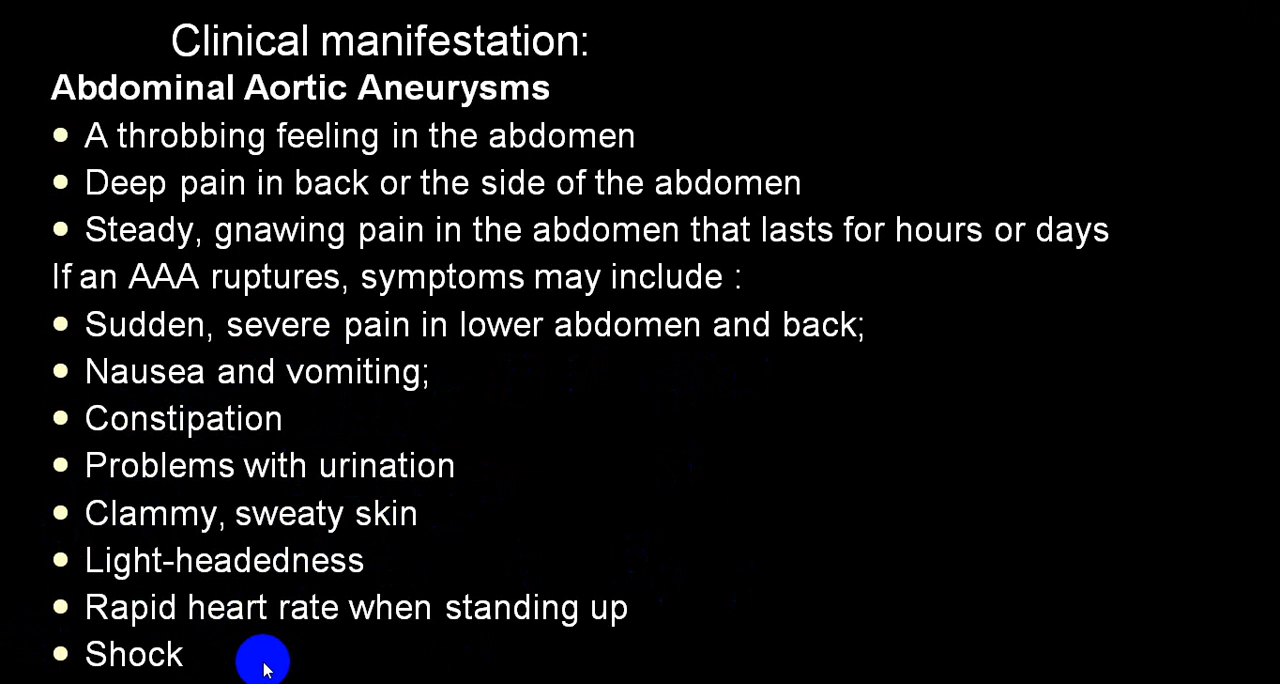 Clinical manifestation:
Abdominal Aortic Aneurysms
• A throbbing feeling in the abdomen
• Deep pain in back or the side of the abdomen
• Steady, gnawing pain in the abdomen that lasts for hours or days
If an AAA ruptures, symptoms may include :
• Sudden, severe pain in lower abdomen and back;
• Nausea and vomiting;
• Constipation
• Problems with urination
• Clammy, sweaty skin
• Light-headedness
• Rapid heart rate when standing up
• Shock